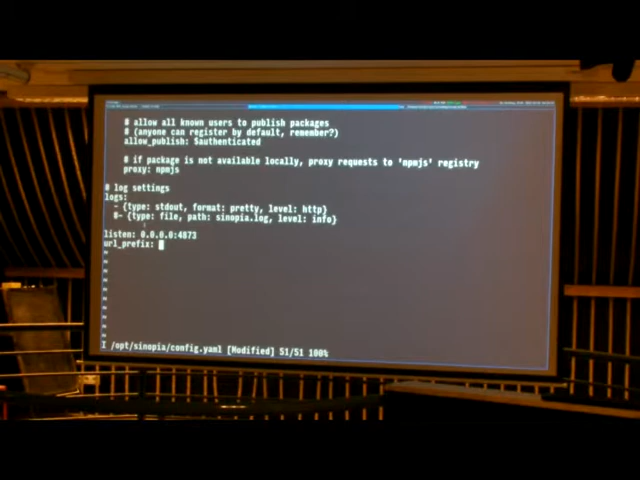 # allow all known users to publish packages
# (anyone can register by default, remember?)
allow_publish: $authenticated
# if package is not available locally, proxy requests to 'npmjs' registry
proxy: npmjs
# log settings
logs:
- {type: stdout, format: pretty, level: http}
#- {type: file, path: sinopia.log, level: info}
listen: 0.0.0.0:4873
url_prefix:
~
~
~
~
~
~
~
~
~
I /opt/sinopia/config.yaml [Modified] 51/51 100%